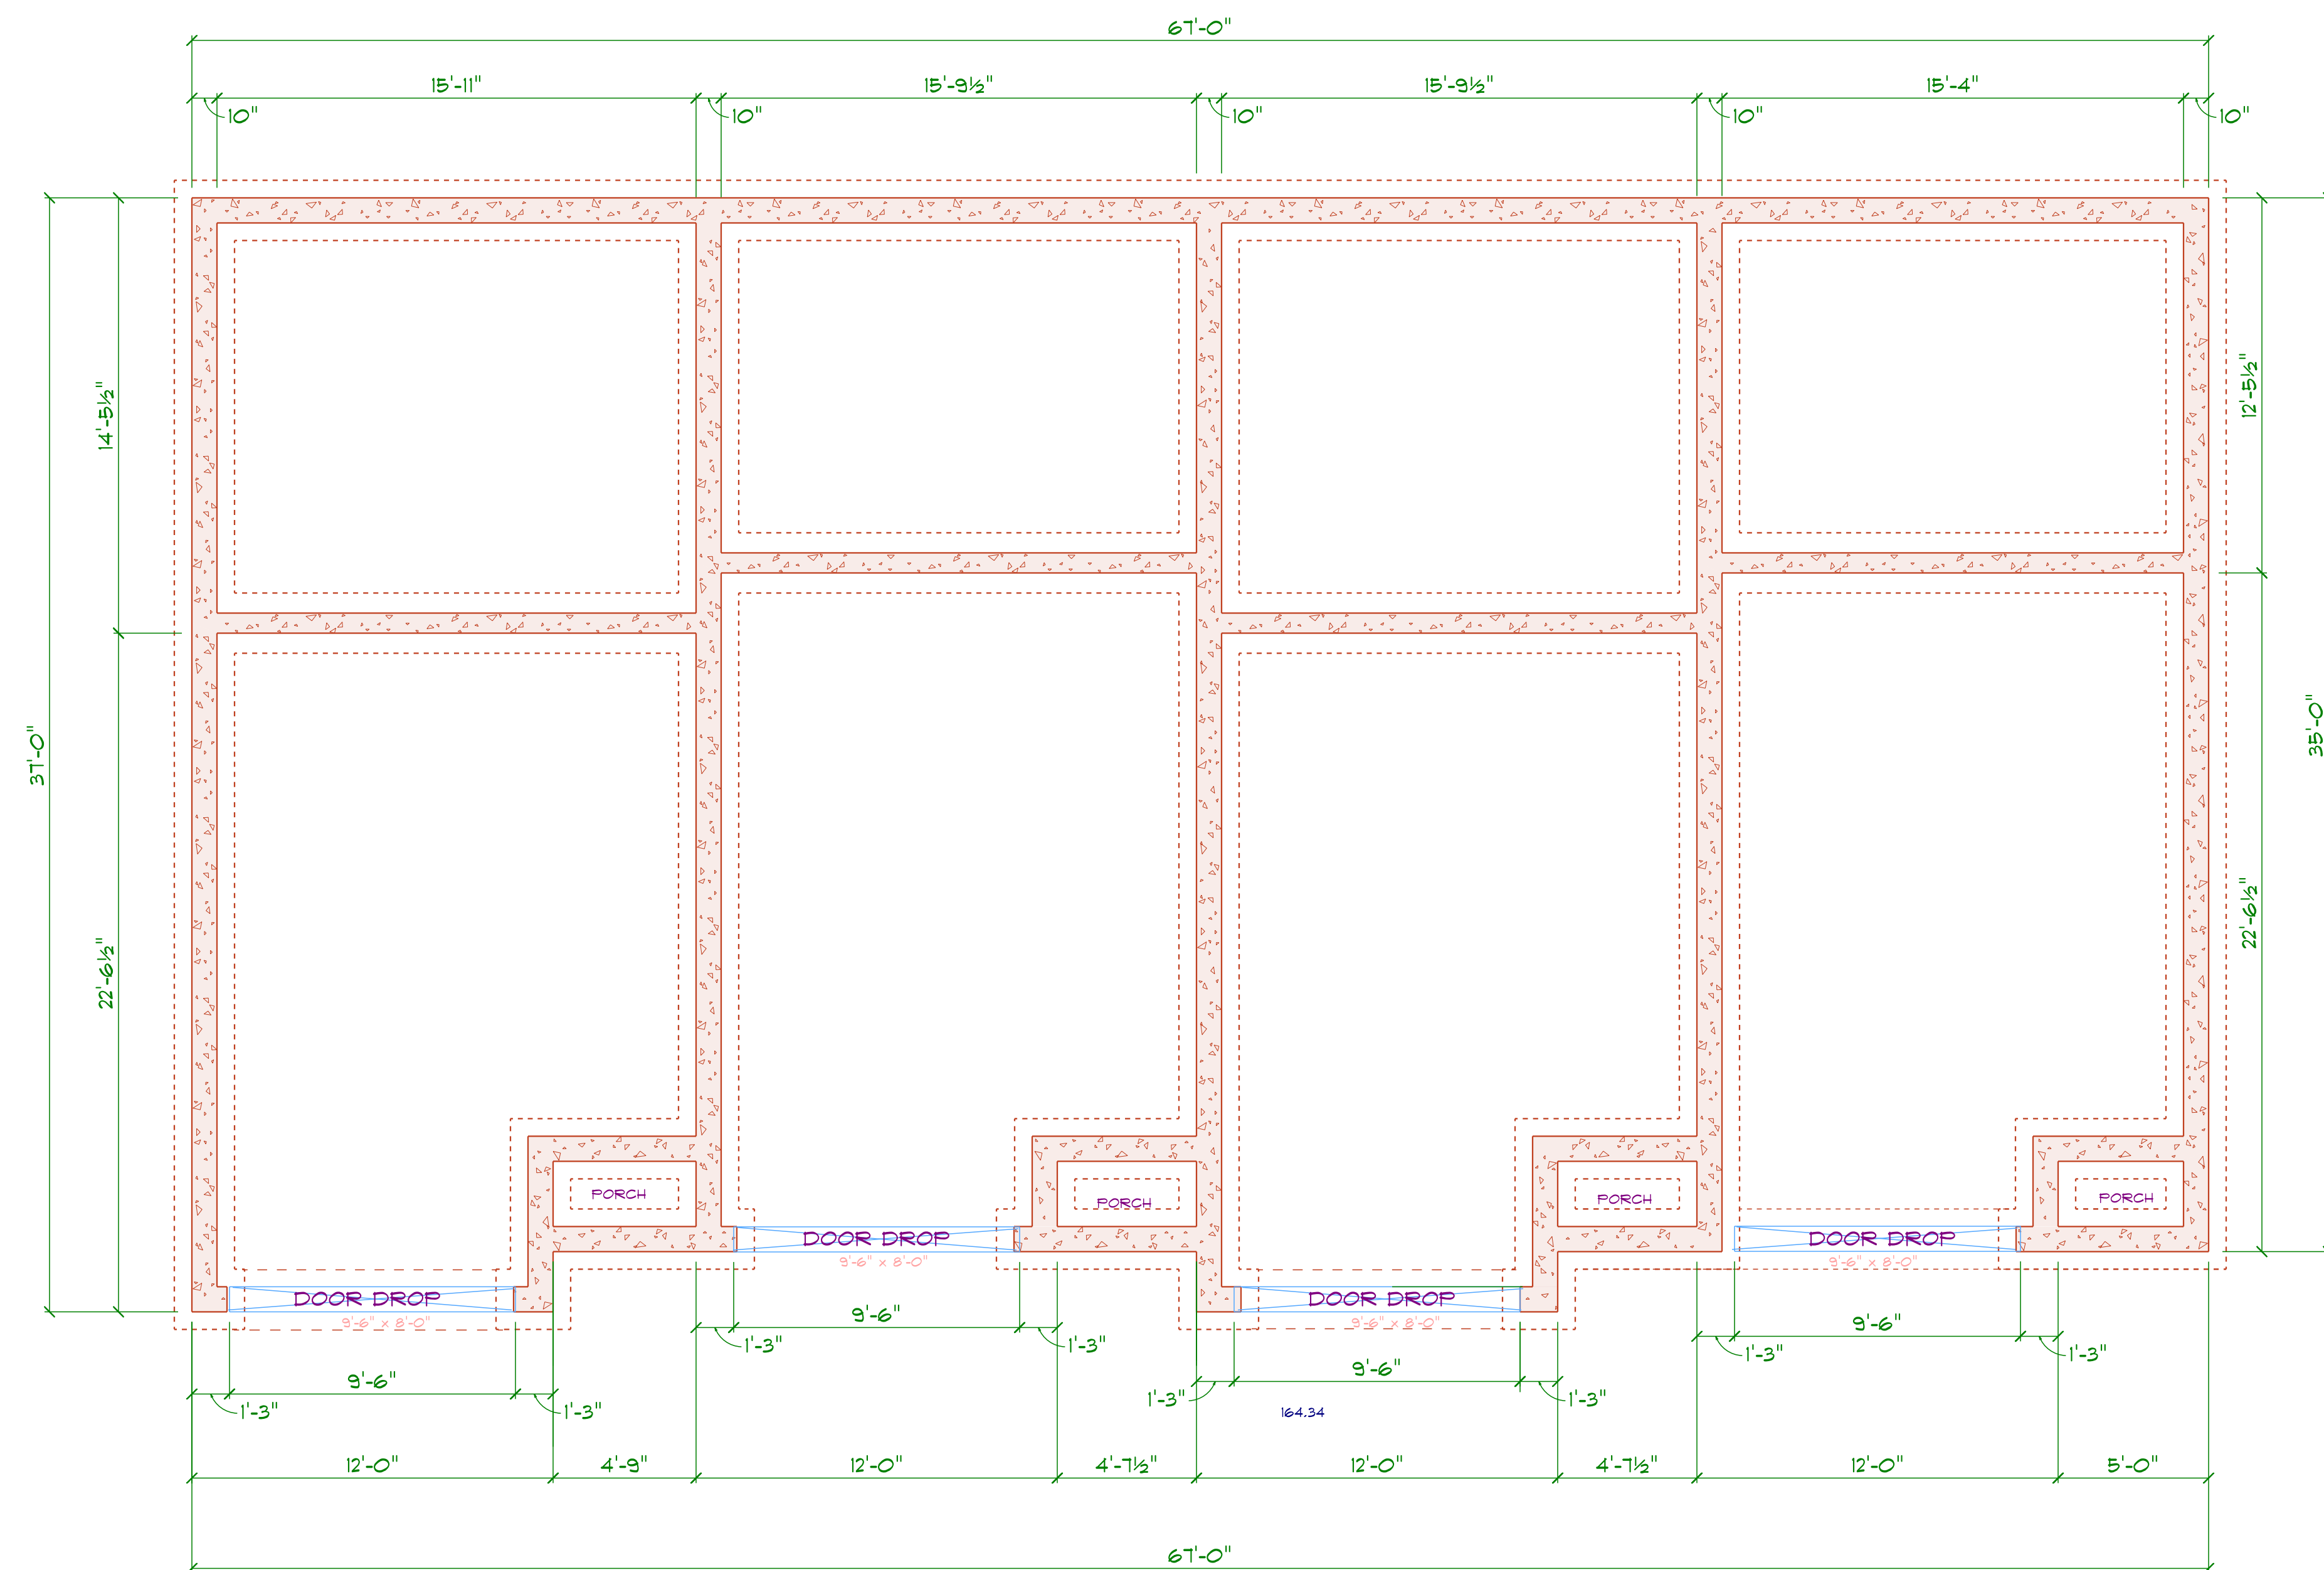 67'-0"
15'-11" 15'-9½" 15'-9½" 15'-4"
10" 10" 10" 10" 10"
14'-5½" 12'-5½"
37'-0" 35'-0"
22'-6½" 22'-6½"
PORCH PORCH PORCH PORCH
DOOR DROP DOOR DROP
9'-6" x 8'-0" 9'-6" x 8'-0"
DOOR DROP DOOR DROP
9'-6" x 8'-0" 9'-6" x 8'-0"
9'-6" 9'-6"
1'-3" 1'-3" 1'-3" 1'-3"
9'-6" 9'-6"
1'-3" 1'-3" 1'-3" 1'-3"
164.34
12'-0" 4'-9" 12'-0" 4'-7½" 12'-0" 4'-7½" 12'-0" 5'-0"
67'-0"